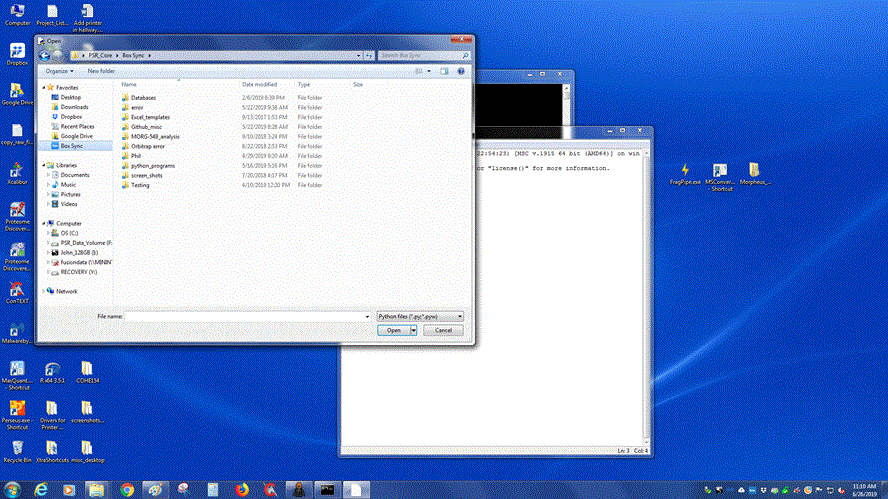 Computer
Project_List...
Add printer
in hallway...
Dropbox
Google Drive
copy_raw_fi...
Xcalibur
Proteome
Discover...
Proteome
Discovere...
ConTEXT
Malwareby...
MaxQuant...
- Shortcut
R x64 3.5.1
COHE154
Perseus.exe -
Shortcut
Drivers for
Printer...
screenshots...
Recycle Bin
XtraShortcuts
misc_desktop
Open
PSR_Core
Box Sync
Search Box Sync
Organize
New folder
Name
Date modified
Type
Size
Favorites
Desktop
Downloads
Dropbox
Recent Places
Google Drive
Box Sync
Libraries
Documents
Music
Pictures
Videos
Computer
OS (C:)
PSR_Data_Volume (F:
John_128GB (I:)
fusiondata (\\MININ
RECOVERY (Y:)
Network
Databases 2/6/2019 6:39 PM File folder
error 5/22/2019 9:38 AM File folder
Excel_templates 9/13/2017 1:52 PM File folder
Github_misc 5/22/2019 8:26 AM File folder
MORG-549_analysis 9/10/2018 3:24 PM File folder
Orbitrap error 6/22/2018 2:53 PM File folder
Phil 4/29/2019 9:20 AM File folder
python_programs 5/16/2019 5:16 PM File folder
screen_shots 7/20/2018 4:17 PM File folder
Testing 4/10/2019 12:20 PM File folder
File name:
Python files (*.py;*.pyw)
Open
Cancel
22:54:23) [MSC v.1915 64 bit (AMD64)] on win
or "license()" for more information.
Ln: 3 Col: 4
FragPipe.exe
MSConver...
- Shortcut
Morpheus_...
11:10 AM
6/26/2019